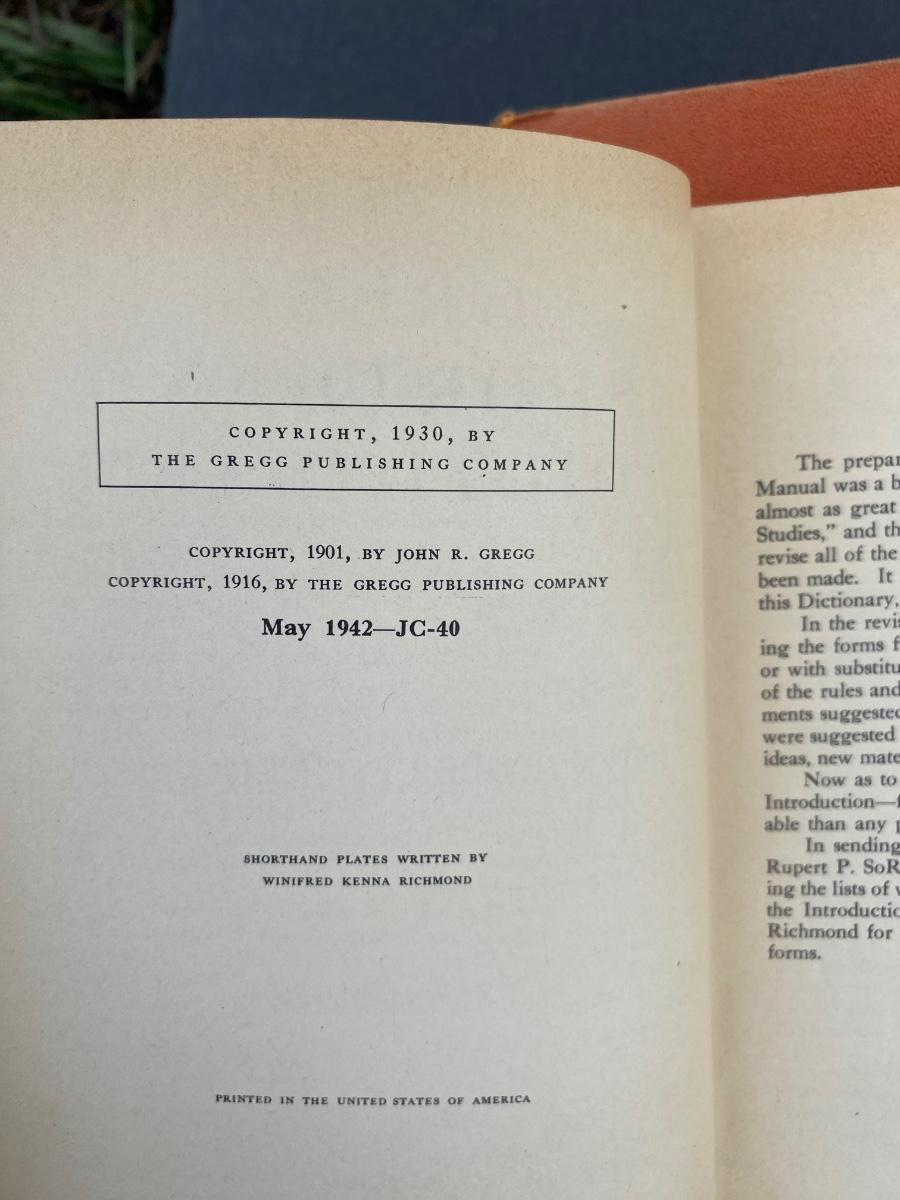 COPYRIGHT, 1930, BY
THE GREGG PUBLISHING COMPANY
COPYRIGHT, 1901, BY JOHN R. GREGG
COPYRIGHT, 1916, BY THE GREGG PUBLISHING COMPANY
May 1942—JC-40
SHORTHAND PLATES WRITTEN BY
WINIFRED KENNA RICHMOND
PRINTED IN THE UNITED STATES OF AMERICA
The prepar
Manual was a b
almost as great
Studies,” and th
revise all of the
been made. It
this Dictionary,
In the revis
ing the forms f
or with substitu
of the rules and
ments suggested
were suggested
ideas, new mate
Now as to
Introduction—f
able than any p
In sending
Rupert P. SoR
ing the lists of v
the Introductio
Richmond for
forms.